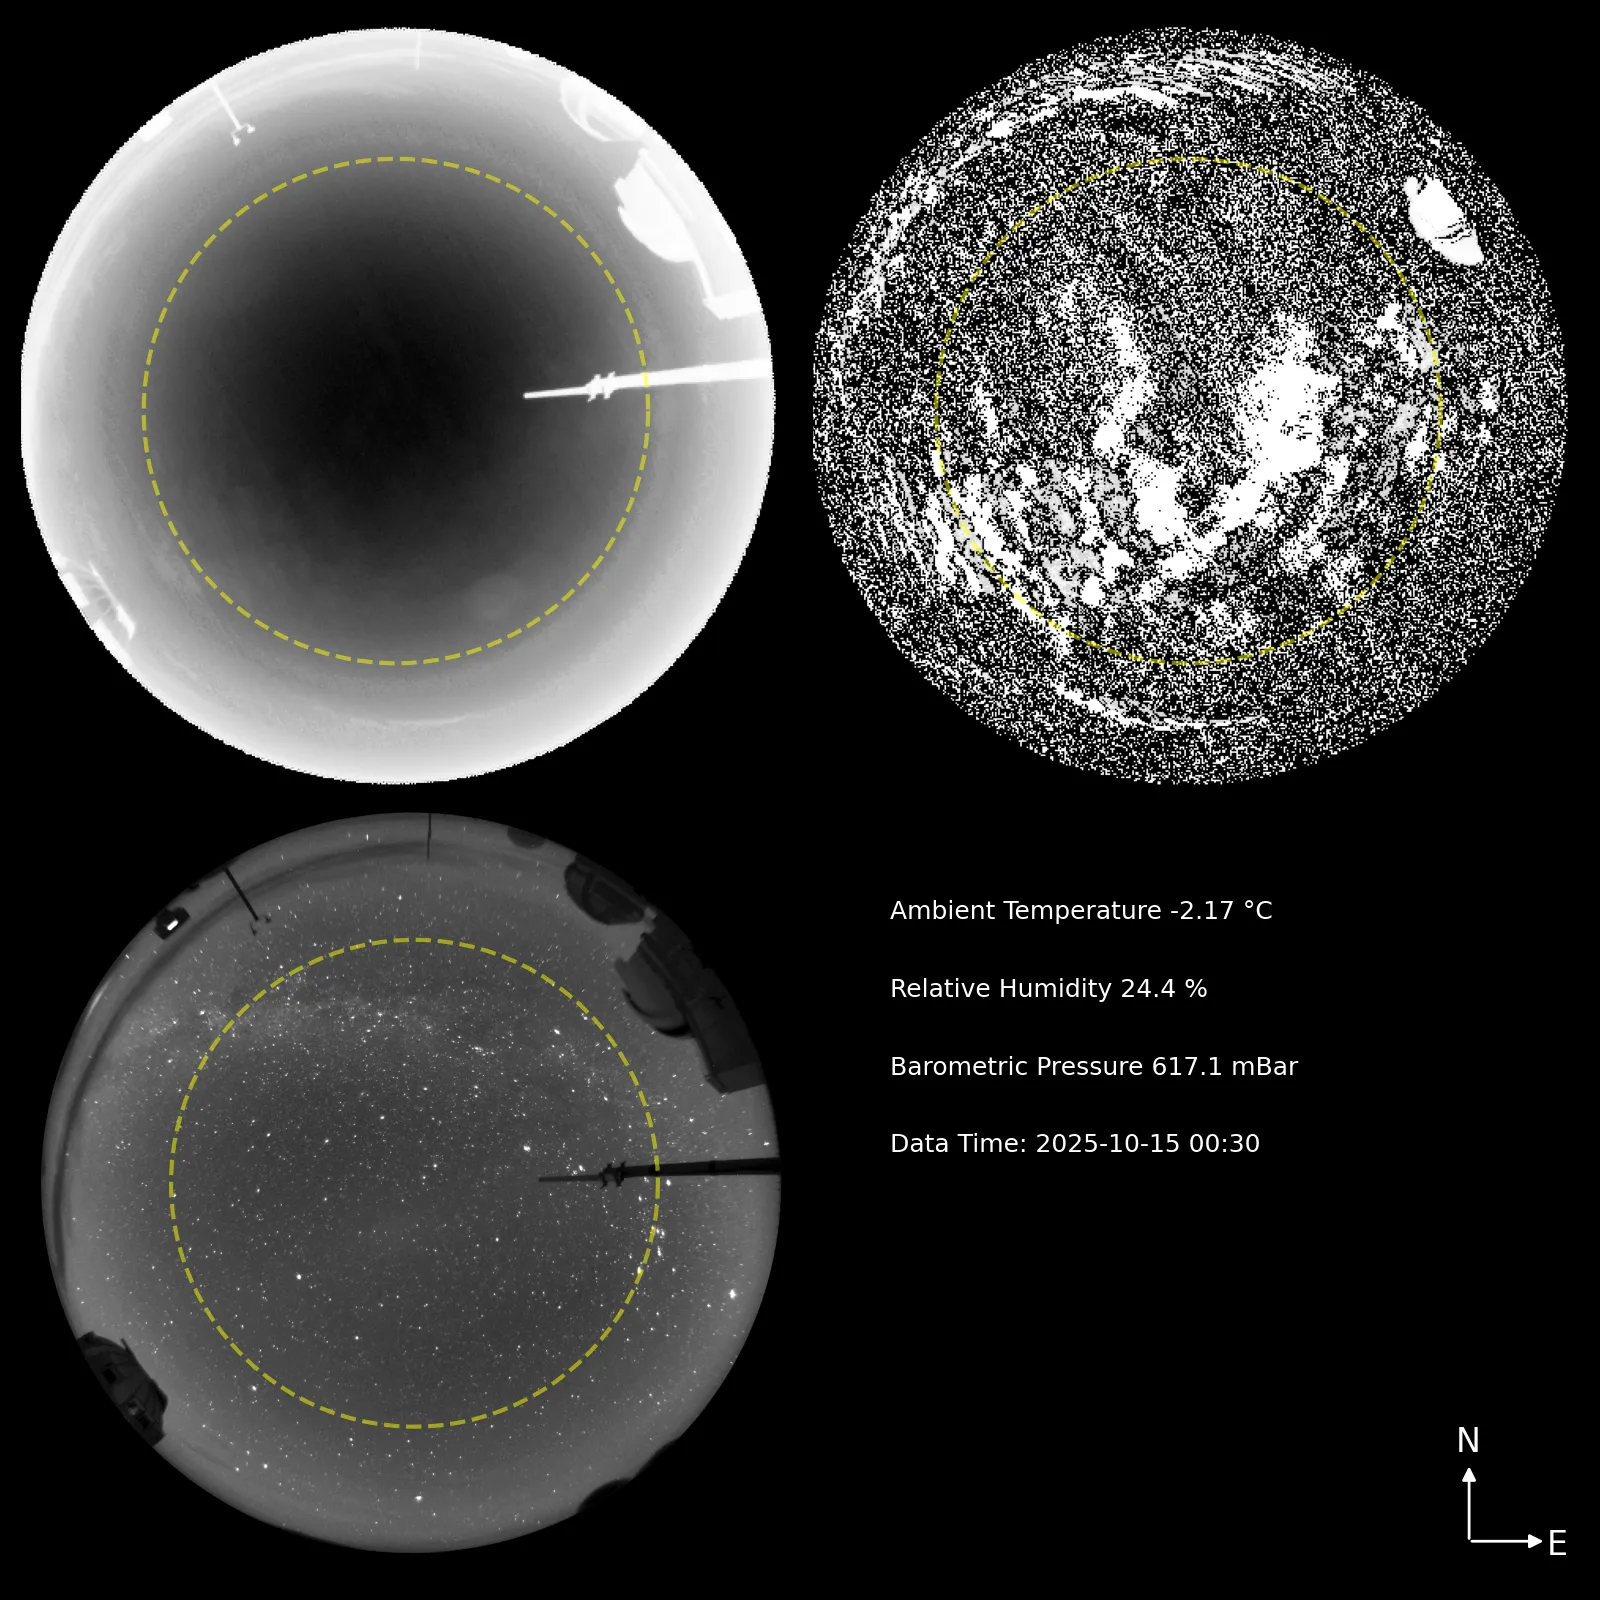 Ambient Temperature -2.17 °C
Relative Humidity 24.4 %
Barometric Pressure 617.1 mBar
Data Time: 2025-10-15 00:30
N
E